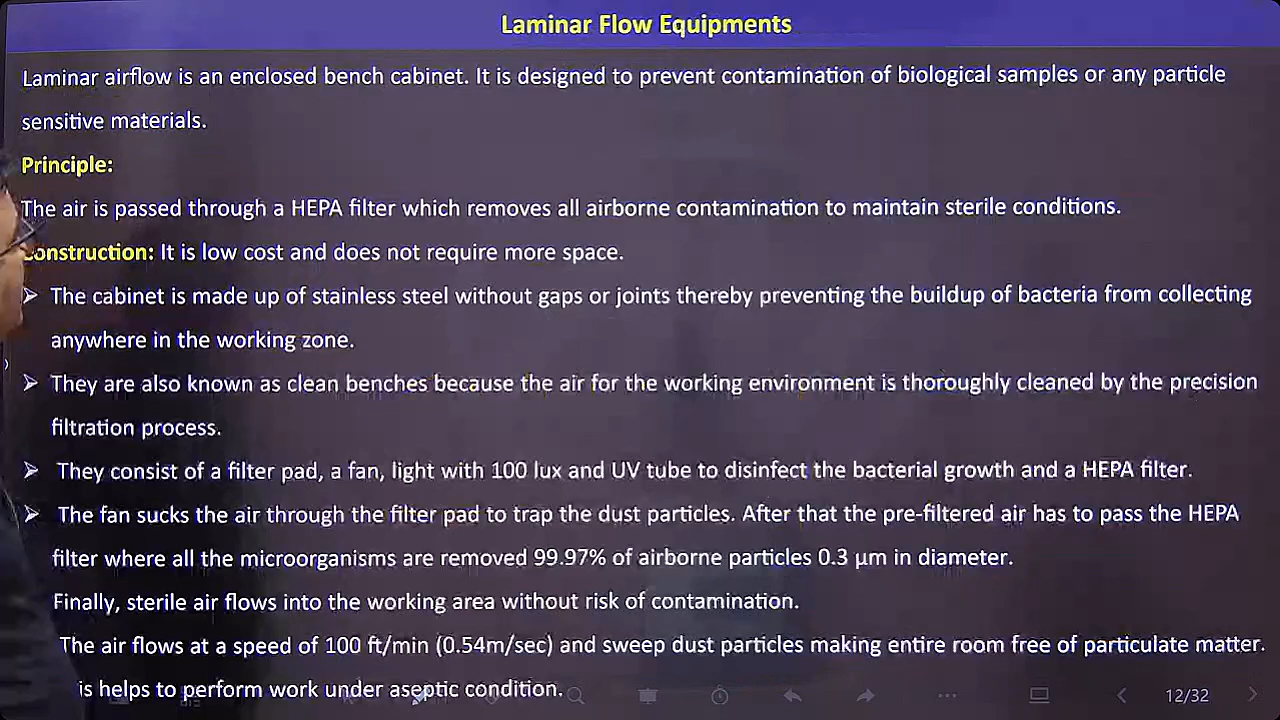 Laminar Flow Equipments
Laminar airflow is an enclosed bench cabinet. It is designed to prevent contamination of biological samples or any particle
sensitive materials.
Principle:
The air is passed through a HEPA filter which removes all airborne contamination to maintain sterile conditions.
onstruction: It is low cost and does not require more space.
➢ The cabinet is made up of stainless steel without gaps or joints thereby preventing the buildup of bacteria from collecting
anywhere in the working zone.
➢ They are also known as clean benches because the air for the working environment is thoroughly cleaned by the precision
filtration process.
➢ They consist of a filter pad, a fan, light with 100 lux and UV tube to disinfect the bacterial growth and a HEPA filter.
➢ The fan sucks the air through the filter pad to trap the dust particles. After that the pre-filtered air has to pass the HEPA
filter where all the microorganisms are removed 99.97% of airborne particles 0.3 μm in diameter.
Finally, sterile air flows into the working area without risk of contamination.
The air flows at a speed of 100 ft/min (0.54m/sec) and sweep dust particles making entire room free of particulate matter.
is helps to perform work under aseptic condition.
12/32